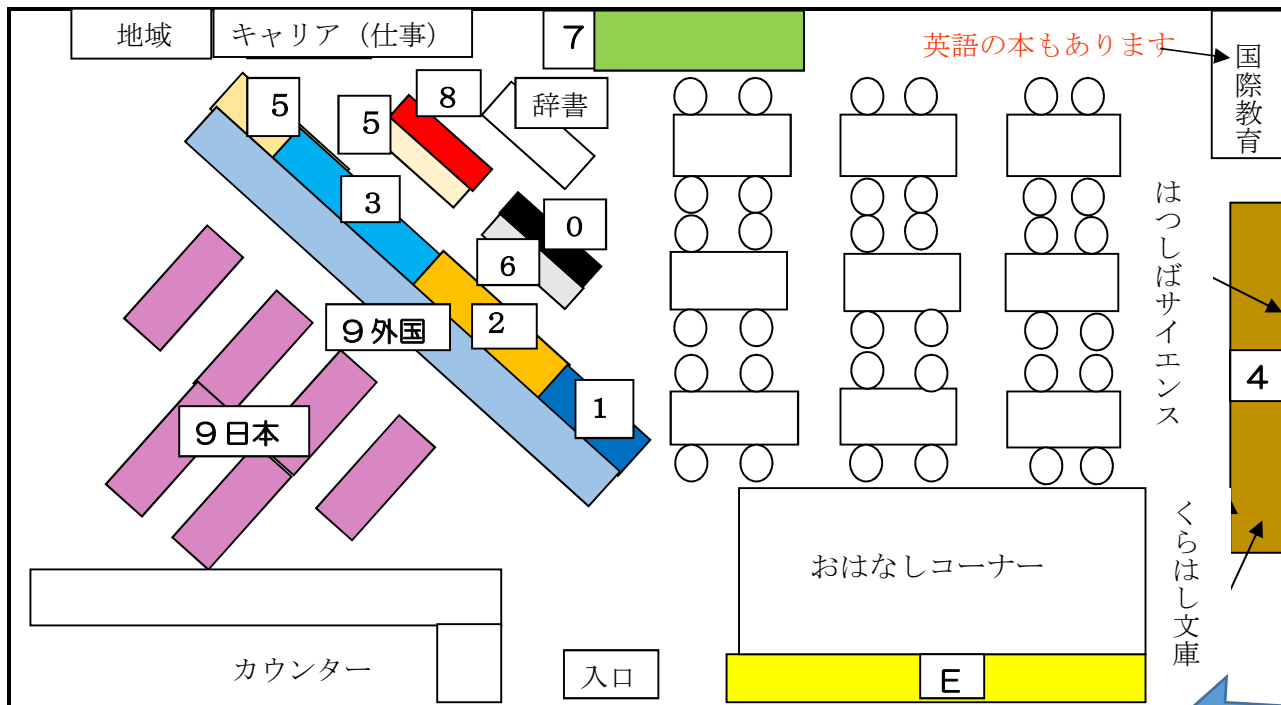 地域
キャリア（仕事）
7
英語の本もあります
国際教育
5
8
5
辞書
3
0
6
はつしばサイエンス
9外国
2
4
1
9日本
おはなしコーナー
くらはし文庫
カウンター
入口
E